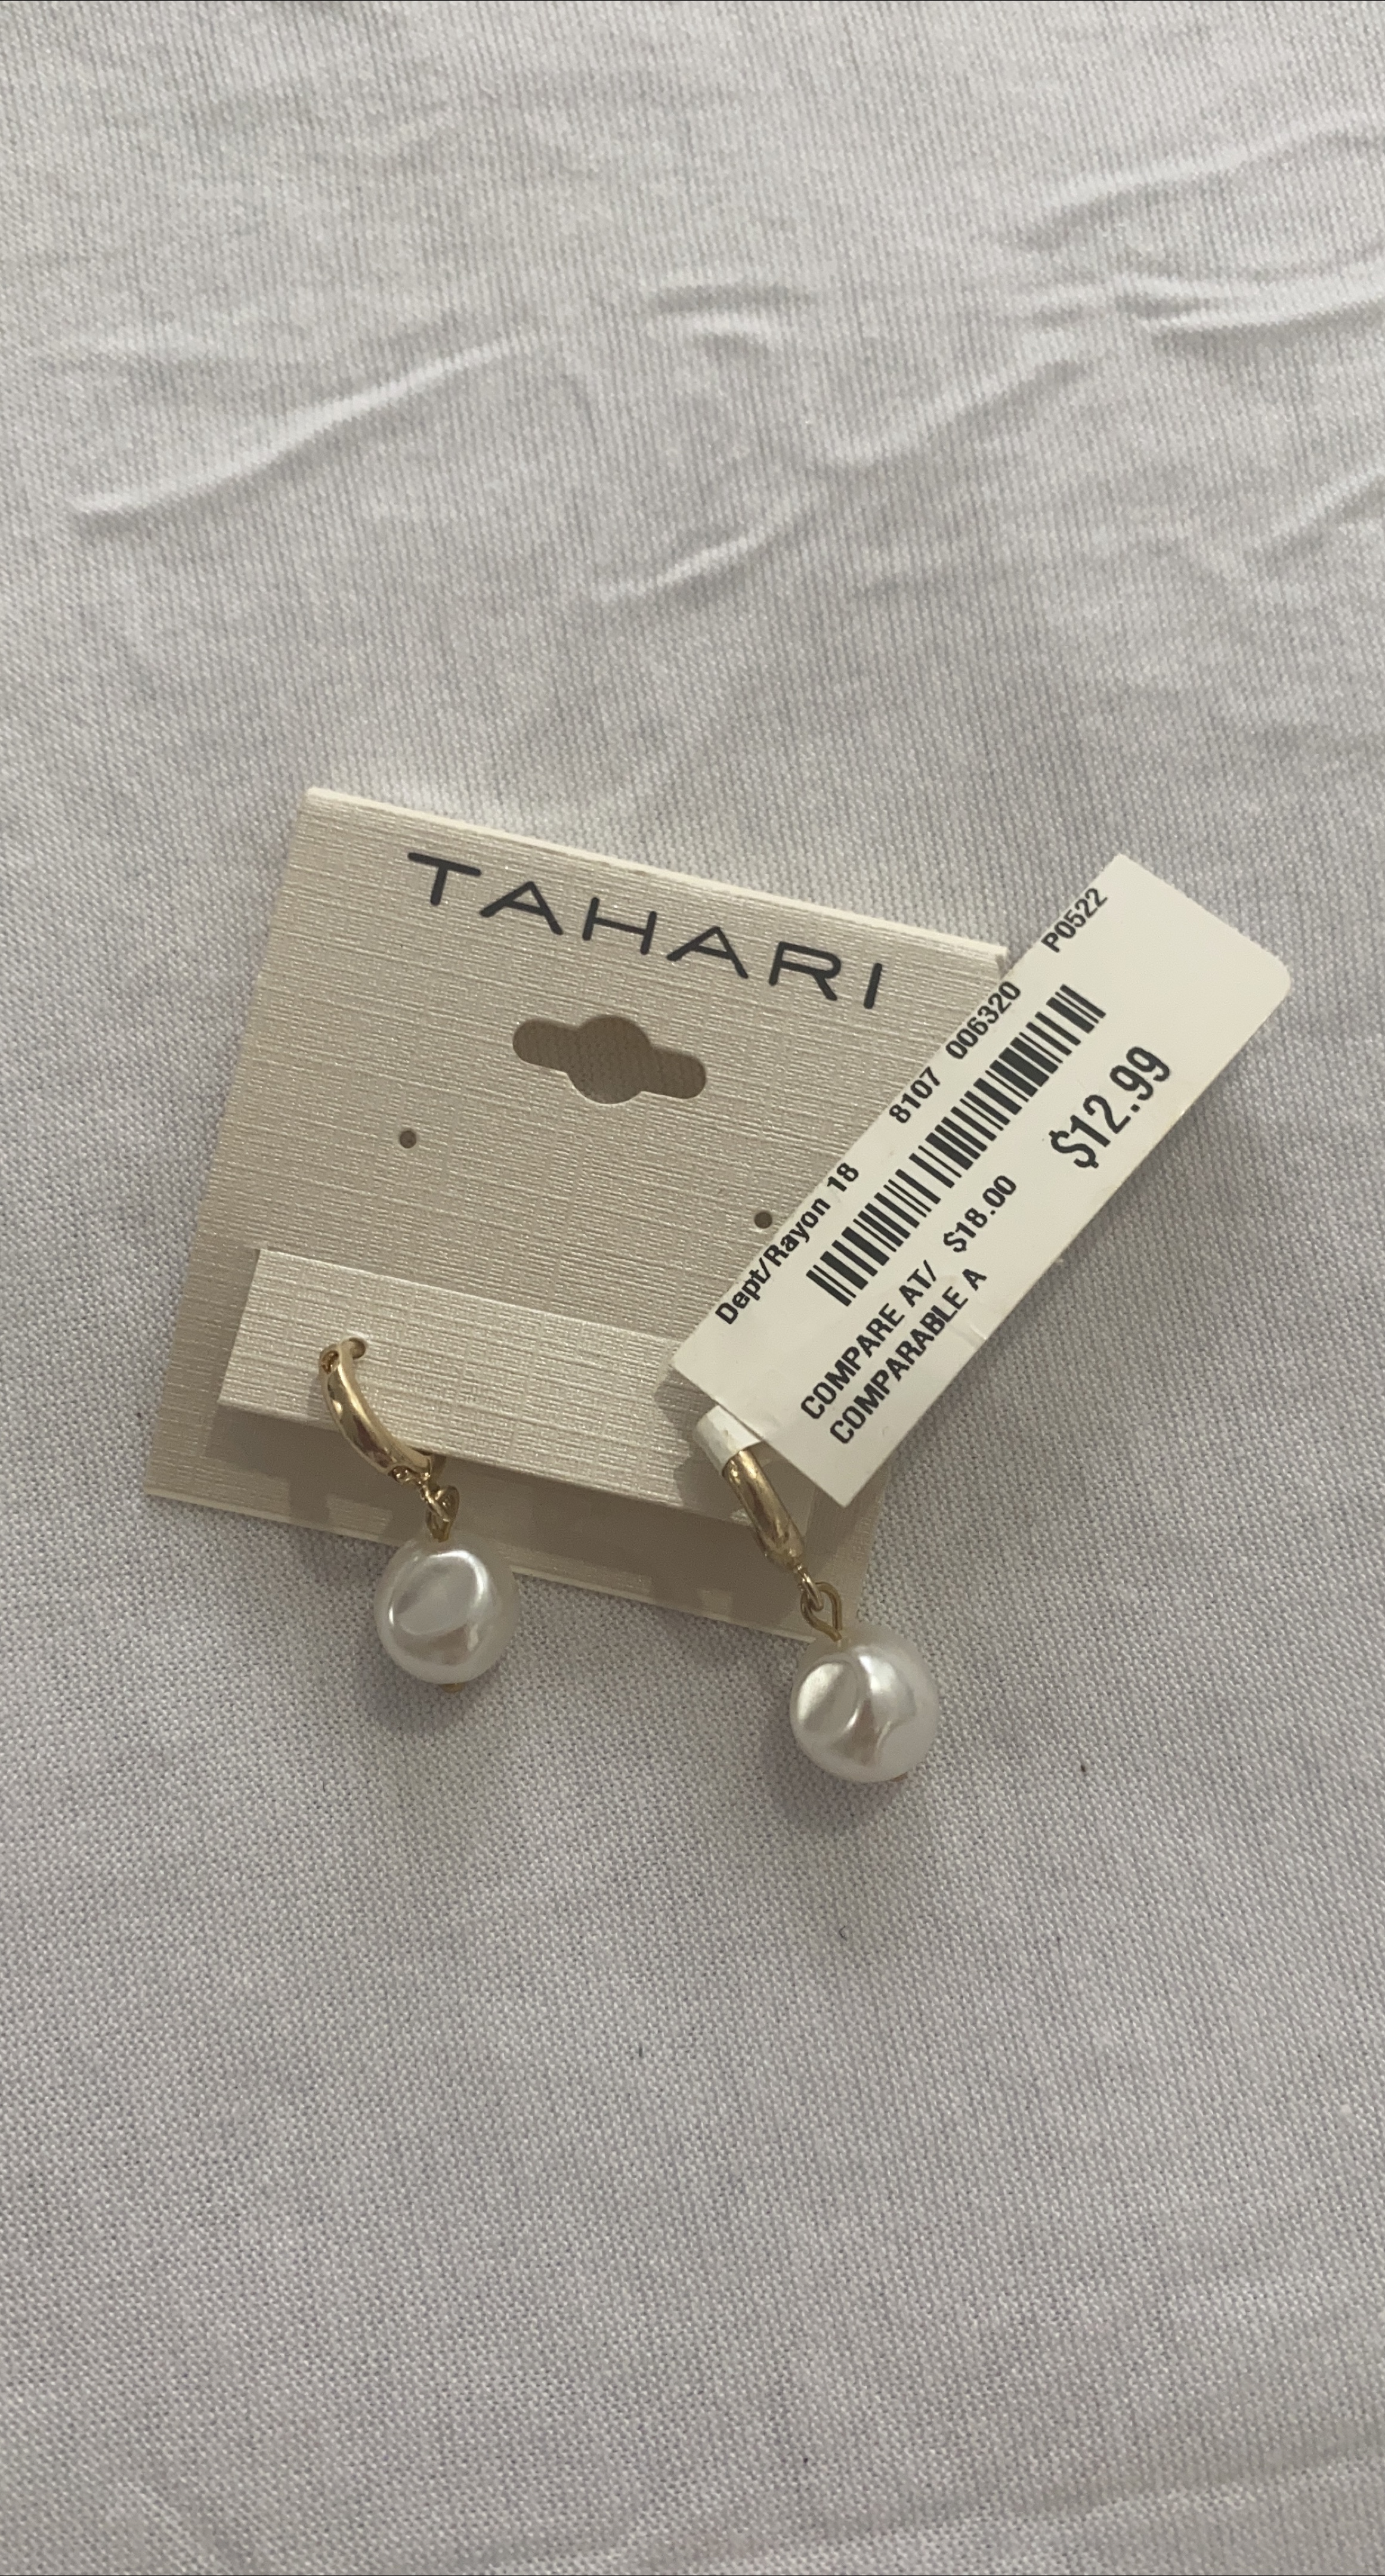 TAHARI
Dept/Rayon 18 8107 006320 P0522
$12.99
COMPARE AT/ $18.00
COMPARABLE A